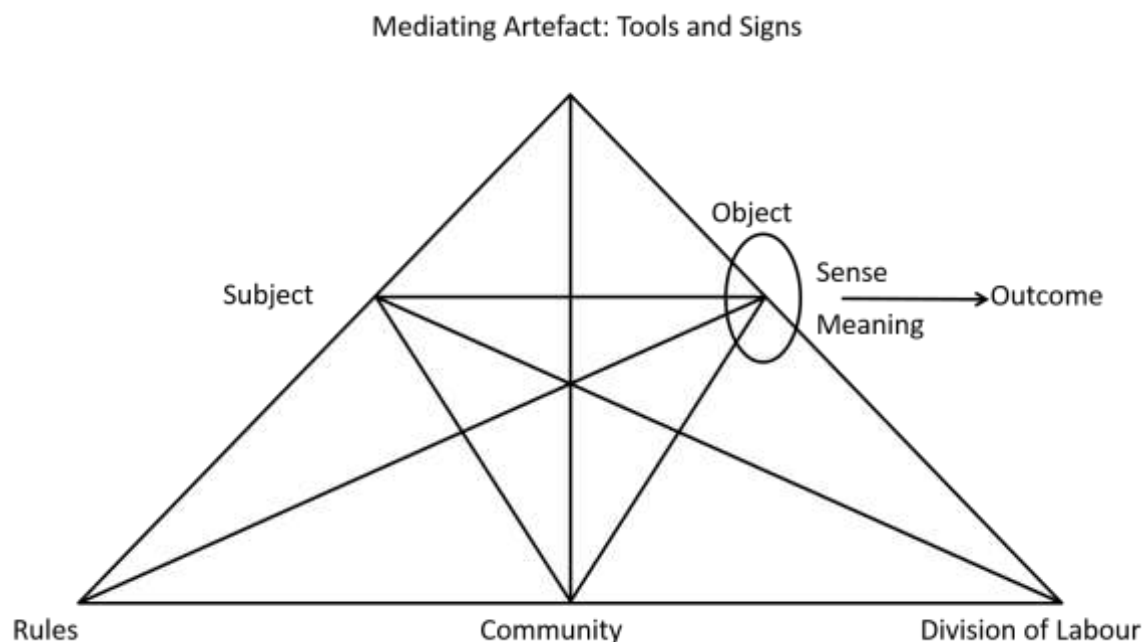 Mediating Artefact: Tools and Signs
Object
Subject
Sense
Outcome
Meaning
Rules
Community
Division of Labour